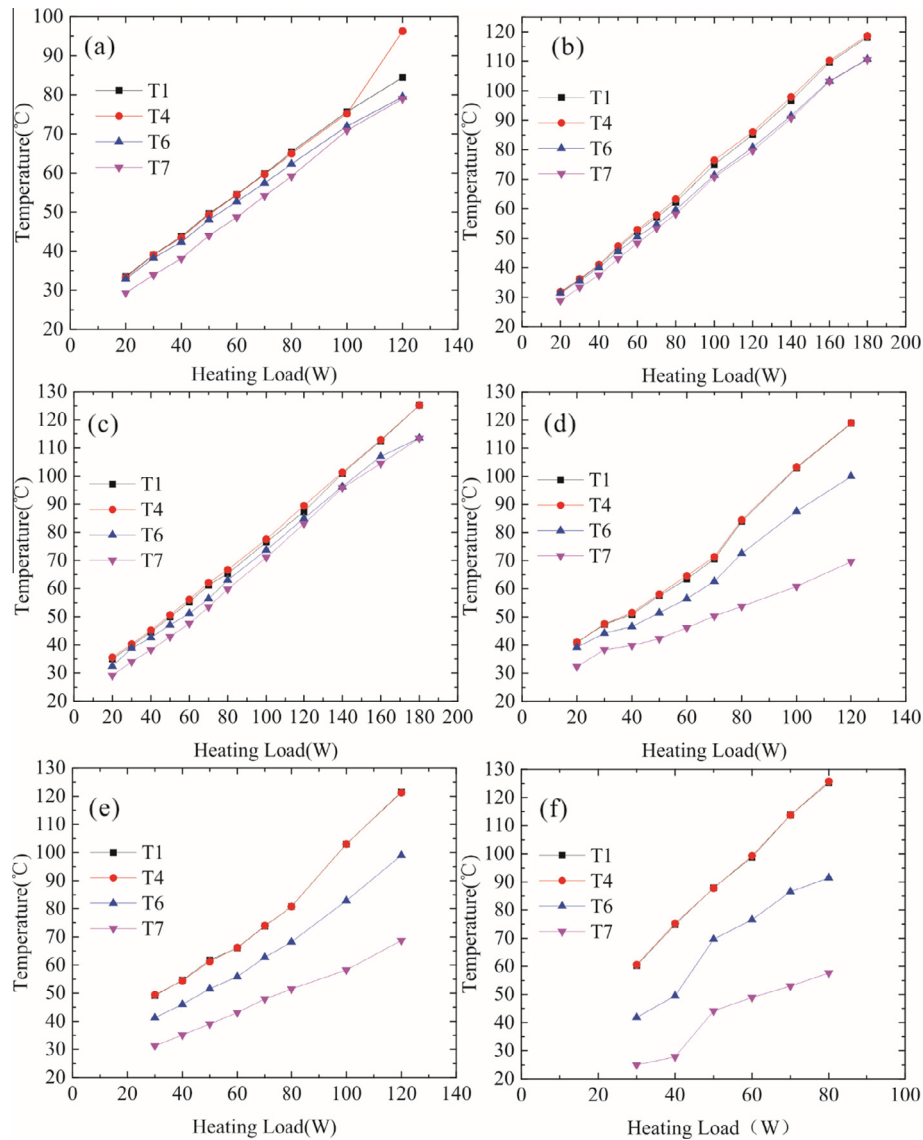 (a)
T1
T4
T6
T7
Temperature(℃)
100
90
80
70
60
50
40
30
20
0 20 40 60 80 100 120 140
Heating Load(W)
(b)
T1
T4
T6
T7
Temperature(℃)
120
110
100
90
80
70
60
50
40
30
20
0 20 40 60 80 100 120 140 160 180 200
Heating Load(W)
(c)
T1
T4
T6
T7
Temperature(℃)
130
120
110
100
90
80
70
60
50
40
30
20
0 20 40 60 80 100 120 140 160 180 200
Heating Load(W)
(d)
T1
T4
T6
T7
Temperature(℃)
130
120
110
100
90
80
70
60
50
40
30
20
0 20 40 60 80 100 120 140
Heating Load(W)
(e)
T1
T4
T6
T7
Temperature(℃)
130
120
110
100
90
80
70
60
50
40
30
20
0 20 40 60 80 100 120 140
Heating Load(W)
(f)
T1
T4
T6
T7
Temperature(℃)
130
120
110
100
90
80
70
60
50
40
30
20
0 20 40 60 80 100
Heating Load（W）